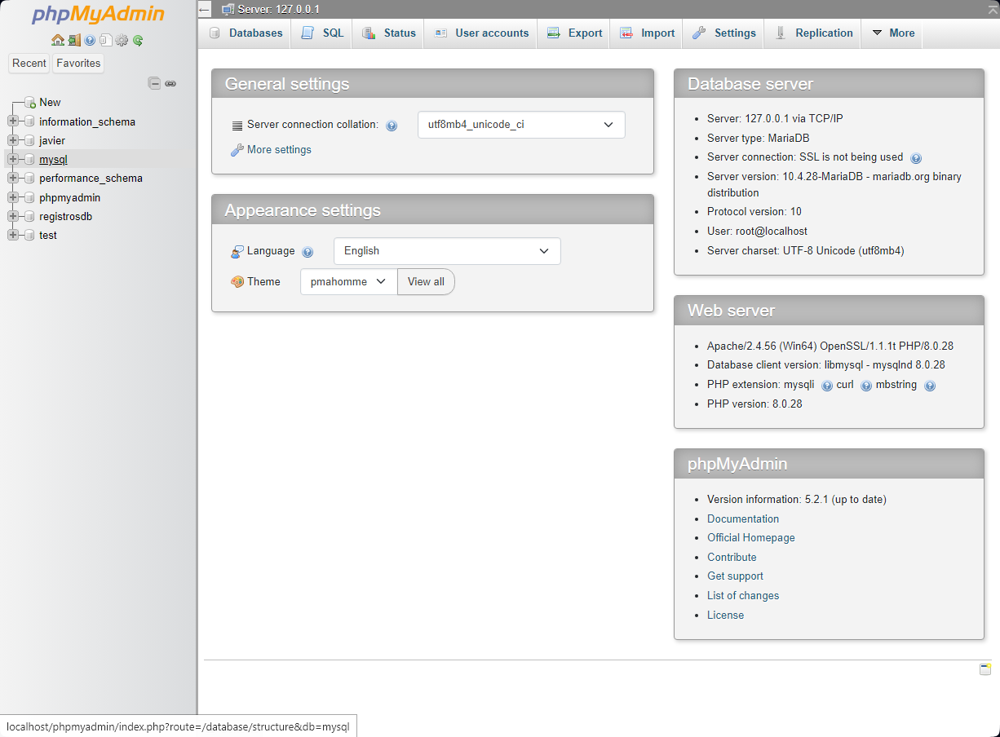 phpMyAdmin
Recent
Favorites
New
information_schema
javier
mysql
performance_schema
phpmyadmin
registrosdb
test
Server: 127.0.0.1
Databases
SQL
Status
User accounts
Export
Import
Settings
Replication
More
General settings
Server connection collation:
utf8mb4_unicode_ci
More settings
Appearance settings
Language
English
Theme
pmahomme
View all
Database server
Server: 127.0.0.1 via TCP/IP
Server type: MariaDB
Server connection: SSL is not being used
Server version: 10.4.28-MariaDB - mariadb.org binary
distribution
Protocol version: 10
User: root@localhost
Server charset: UTF-8 Unicode (utf8mb4)
Web server
Apache/2.4.56 (Win64) OpenSSL/1.1.1t PHP/8.0.28
Database client version: libmysql - mysqlnd 8.0.28
PHP extension: mysqli curl mbstring
PHP version: 8.0.28
phpMyAdmin
Version information: 5.2.1 (up to date)
Documentation
Official Homepage
Contribute
Get support
List of changes
License
localhost/phpmyadmin/index.php?route=/database/structure&db=mysql